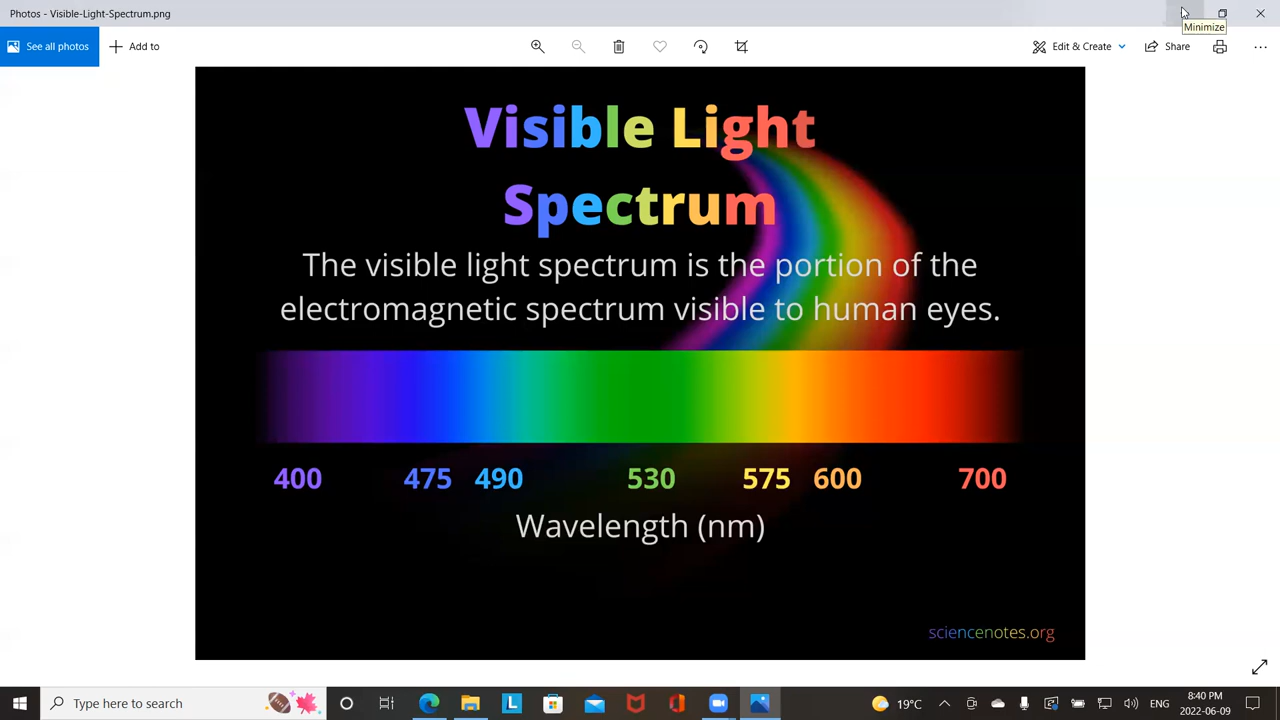 Photos - Visible-Light-Spectrum.png
Minimize
See all photos
Add to
Edit & Create
Share
Visible Light
Spectrum
The visible light spectrum is the portion of the
electromagnetic spectrum visible to human eyes.
400 475 490 530 575 600 700
Wavelength (nm)
sciencenotes.org
Type here to search
19°C
ENG
8:40 PM
2022-06-09